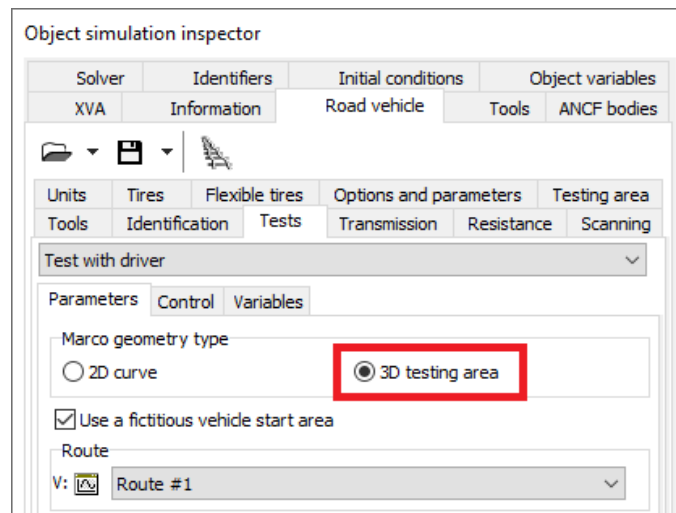 Object simulation inspector
Solver Identifiers Initial conditions Object variables
XVA Information Road vehicle Tools ANCF bodies
Units Tires Flexible tires Options and parameters Testing area
Tools Identification Tests Transmission Resistance Scanning
Test with driver
Parameters Control Variables
Marco geometry type
2D curve 3D testing area
Use a fictitious vehicle start area
Route
V: Route #1